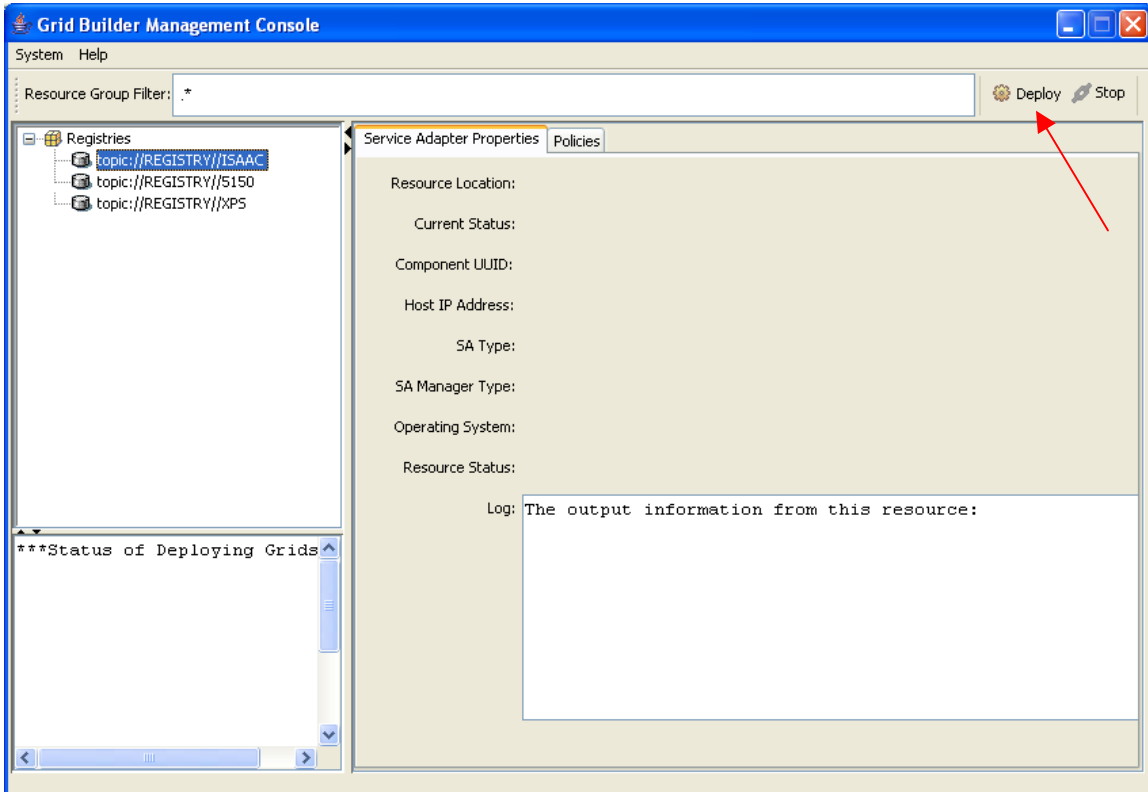 Grid Builder Management Console
System Help
Resource Group Filter: .*
Deploy Stop
Registries
topic://REGISTRY//ISAAC
topic://REGISTRY//5150
topic://REGISTRY//XPS
Service Adapter Properties Policies
Resource Location:
Current Status:
Component UUID:
Host IP Address:
SA Type:
SA Manager Type:
Operating System:
Resource Status:
Log: The output information from this resource:
***Status of Deploying Grids